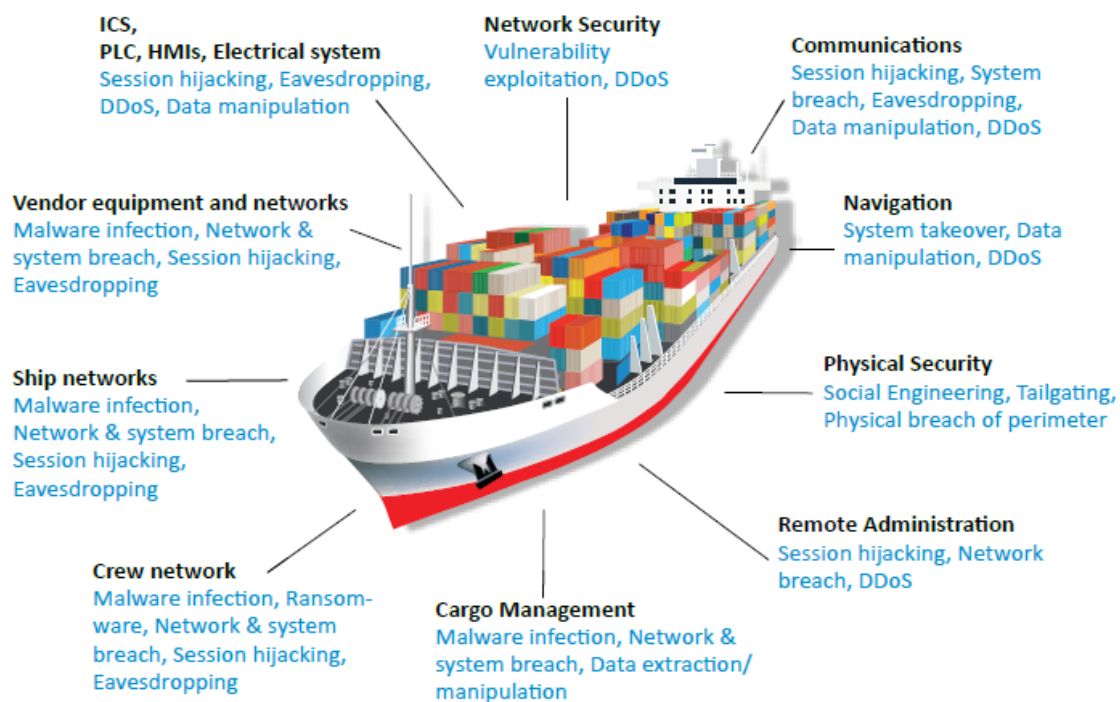 ICS,
PLC, HMIs, Electrical system
Session hijacking, Eavesdropping,
DDoS, Data manipulation
Network Security
Vulnerability
exploitation, DDoS
Communications
Session hijacking, System
breach, Eavesdropping,
Data manipulation, DDoS
Vendor equipment and networks
Malware infection, Network &
system breach, Session hijacking,
Eavesdropping
Navigation
System takeover, Data
manipulation, DDoS
Ship networks
Malware infection,
Network & system breach,
Session hijacking,
Eavesdropping
Physical Security
Social Engineering, Tailgating,
Physical breach of perimeter
Crew network
Malware infection, Ransom-
ware, Network & system
breach, Session hijacking,
Eavesdropping
Cargo Management
Malware infection, Network &
system breach, Data extraction/
manipulation
Remote Administration
Session hijacking, Network
breach, DDoS